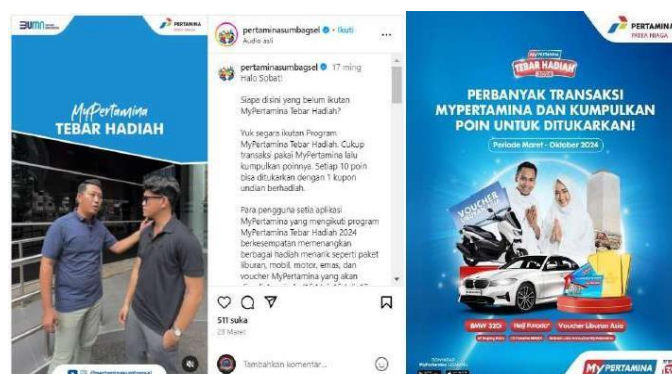 BUMN
PERTAMINA
PATRA NIAGA
MyPertamina
TEBAR HADIAH
pertaminasumbagsel • Ikuti
Audio asli
pertaminasumbagsel 17 ming
Halo Sobat!
Siapa disini yang belum ikutan
MyPertamina Tebar Hadiah?
Yuk segera ikutan Program
MyPertamina Tebar Hadiah. Cukup
transaksi pakai MyPertamina lalu
kumpulkan poinnya. Setiap 10 poin
bisa ditukarkan dengan 1 kupon
undian berhadiah.
Para pengguna setia aplikasi
MyPertamina yang mengikuti program
MyPertamina Tebar Hadiah 2024
berkesempatan memenangkan
berbagai hadiah menarik seperti paket
liburan, mobil, motor, emas, dan
voucher MyPertamina yang akan
511 suka
Tambahkan komentar...
PERTAMINA
PATRA NIAGA
MYPERTAMINA
TEBAR HADIAH
2024
PERBANYAK TRANSAKSI
MYPERTAMINA DAN KUMPULKAN
POIN UNTUK DITUKARKAN!
Periode Maret - Oktober 2024
VOUCHER
BMW 320i
Haji Furoda*
Voucher Liburan Asia
MYPERTAMINA